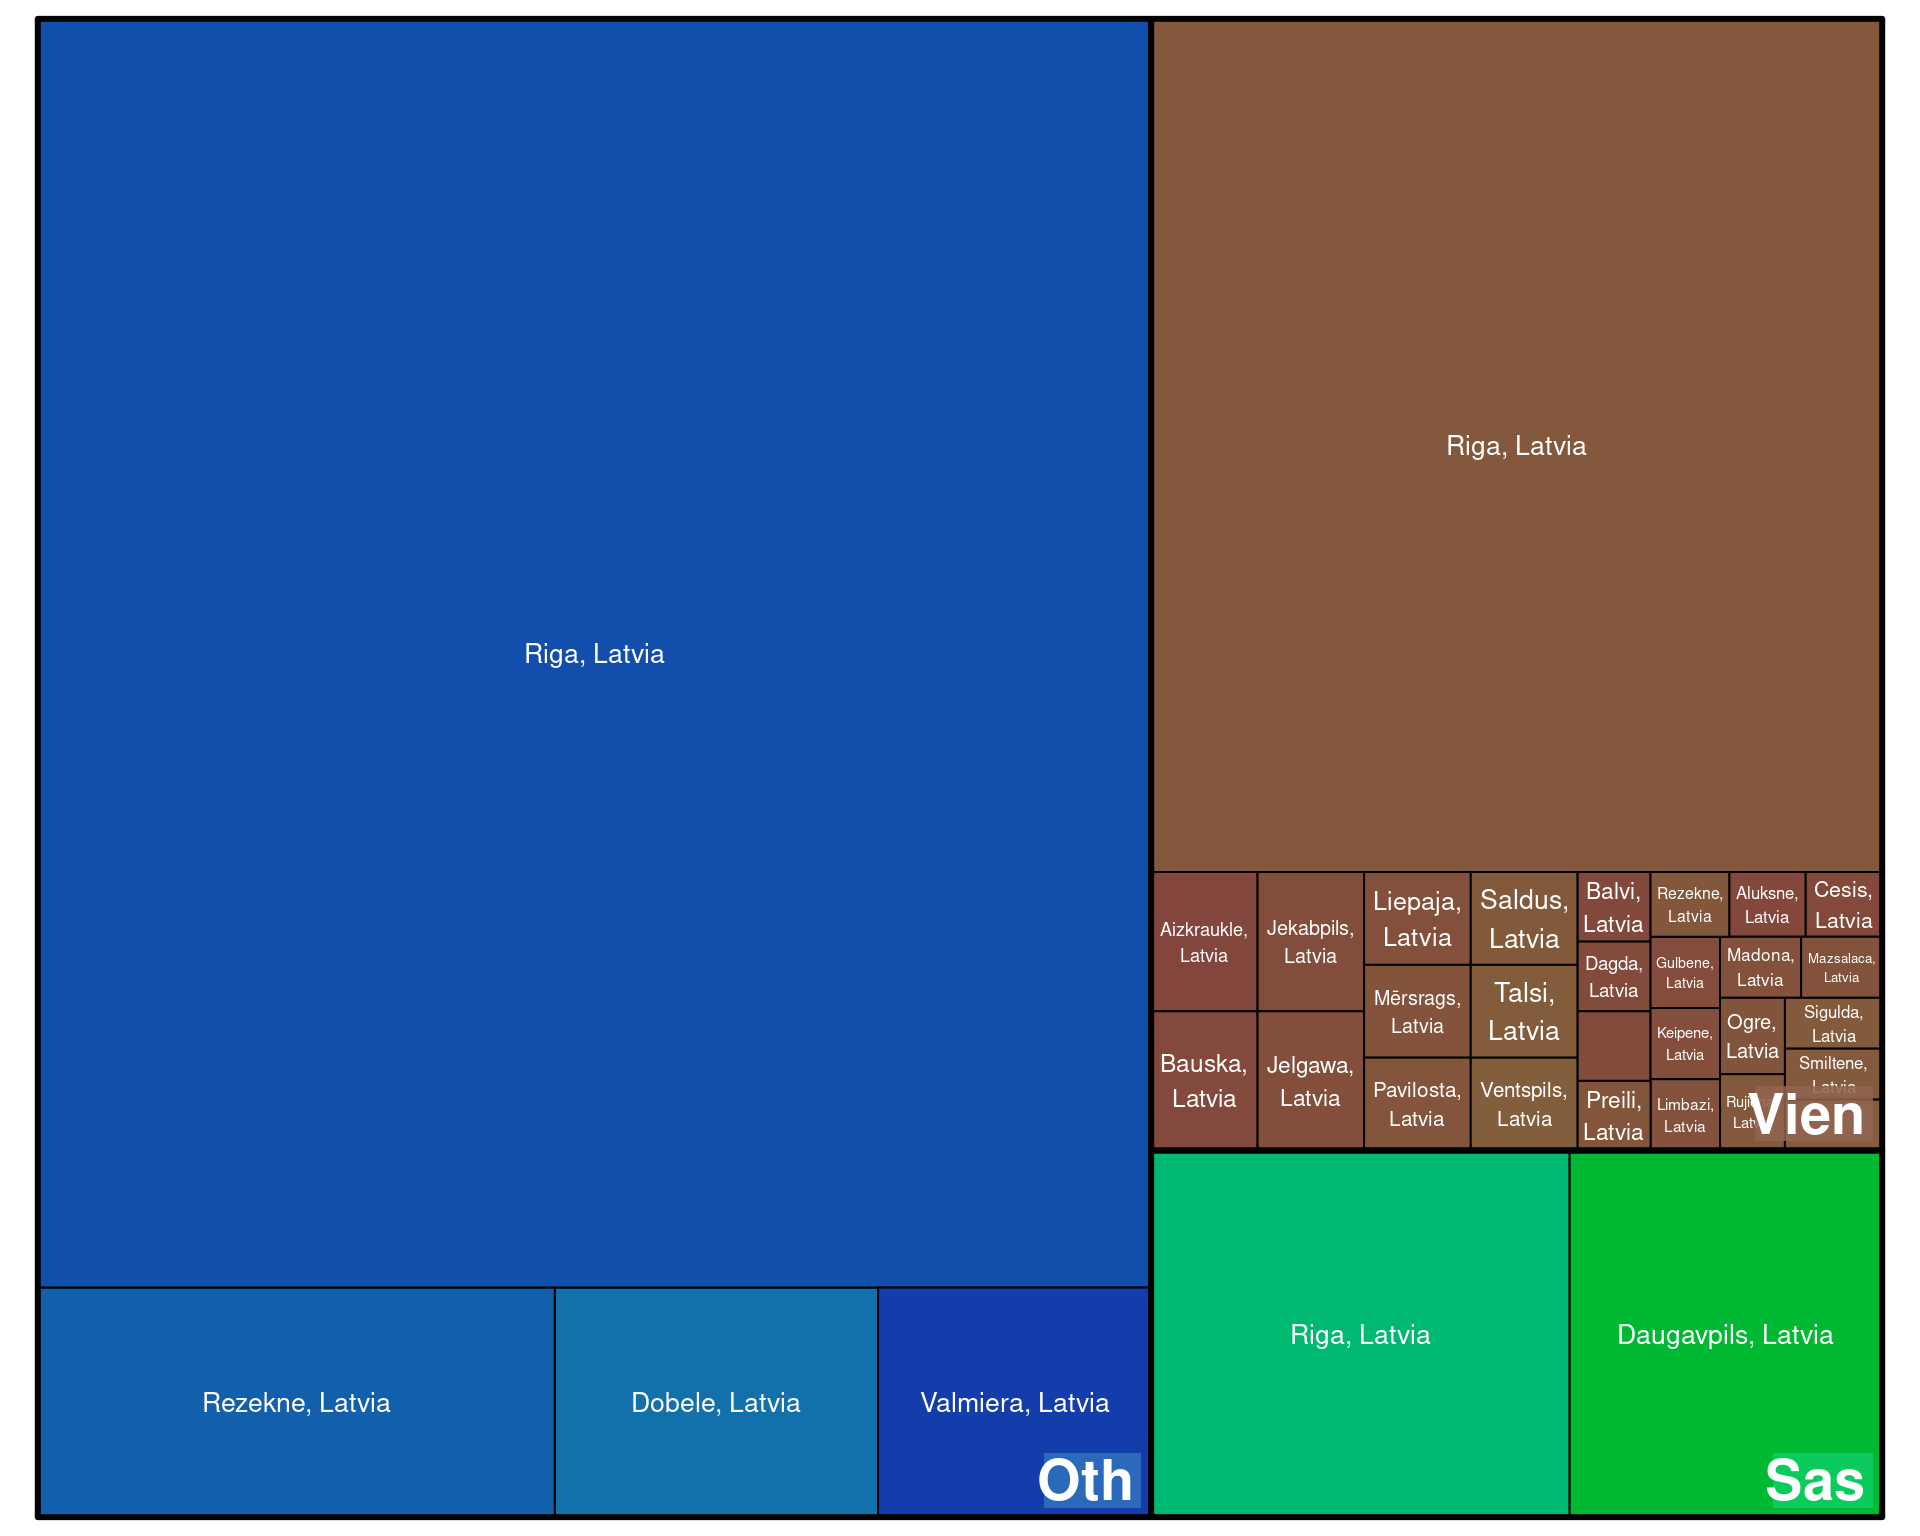 Riga, Latvia
Rezekne, Latvia
Dobele, Latvia
Valmiera, Latvia
Oth
Riga, Latvia
Aizkraukle,
Latvia
Bauska,
Latvia
Jekabpils,
Latvia
Jelgawa,
Latvia
Liepaja,
Latvia
Mērsrags,
Latvia
Pavilosta,
Latvia
Saldus,
Latvia
Talsi,
Latvia
Ventspils,
Latvia
Balvi,
Latvia
Dagda,
Latvia
Preili,
Latvia
Rezekne,
Latvia
Aluksne,
Latvia
Cesis,
Latvia
Gulbene,
Latvia
Keipene,
Latvia
Limbazi,
Latvia
Madona,
Latvia
Mazsalaca,
Latvia
Ogre,
Latvia
Sigulda,
Latvia
Smiltene,
Latvia
Vien
Riga, Latvia
Daugavpils, Latvia
Sas